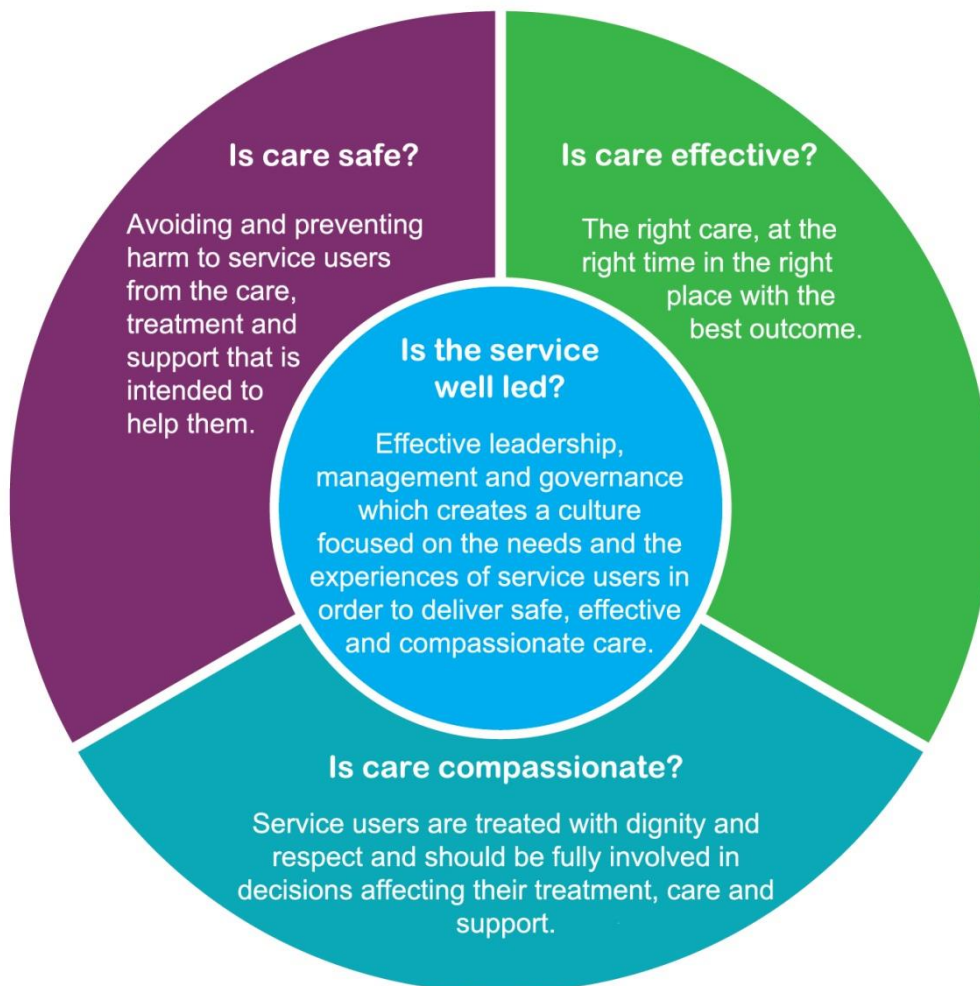 Is care safe?
Avoiding and preventing
harm to service users
from the care,
treatment and
support that is
intended to
help them.
Is care effective?
The right care, at the
right time in the right
place with the
best outcome.
Is the service
well led?
Effective leadership,
management and governance
which creates a culture
focused on the needs and the
experiences of service users in
order to deliver safe, effective
and compassionate care.
Is care compassionate?
Service users are treated with dignity and
respect and should be fully involved in
decisions affecting their treatment, care and
support.